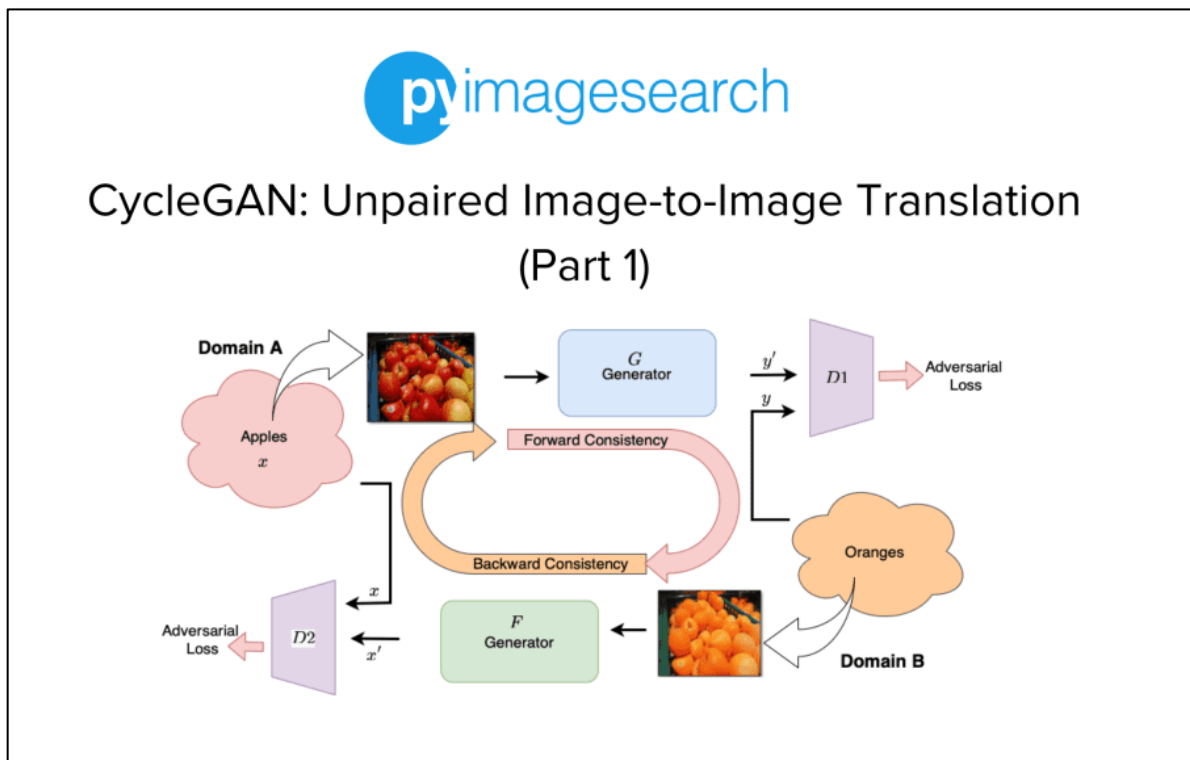 pyimagesearch
CycleGAN: Unpaired Image-to-Image Translation
(Part 1)
Domain A
Apples
x
G
Generator
y'
y
D1
Adversarial
Loss
Forward Consistency
Backward Consistency
Oranges
x
x'
D2
Adversarial
Loss
F
Generator
Domain B